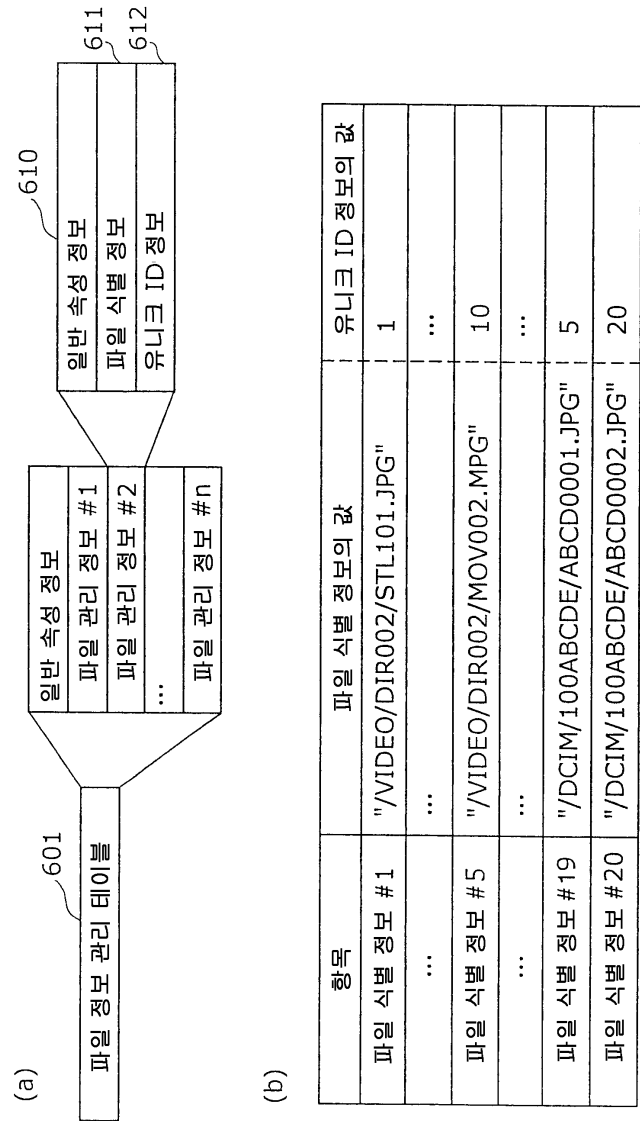 (a)
601
파일 정보 관리 테이블
일반 속성 정보
파일 관리 정보 #1
파일 관리 정보 #2
...
파일 관리 정보 #n
610
일반 속성 정보
파일 식별 정보
유니크 ID 정보
611
612
(b)
항목 파일 식별 정보의 값 유니크 ID 정보의 값
파일 식별 정보 #1 "/VIDEO/DIR002/STL101.JPG" 1
... ... ...
파일 식별 정보 #5 "/VIDEO/DIR002/MOV002.MPG" 10
... ... ...
파일 식별 정보 #19 "/DCIM/100ABCDE/ABCD0001.JPG" 5
파일 식별 정보 #20 "/DCIM/100ABCDE/ABCD0002.JPG" 20